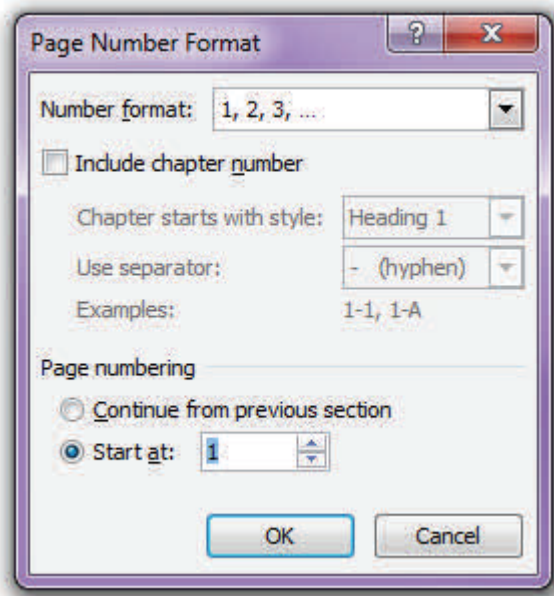 Page Number Format ? X
Number format: 1, 2, 3, ...
Include chapter number
Chapter starts with style: Heading 1
Use separator: - (hyphen)
Examples: 1-1, 1-A
Page numbering
Continue from previous section
Start at: 1
OK Cancel